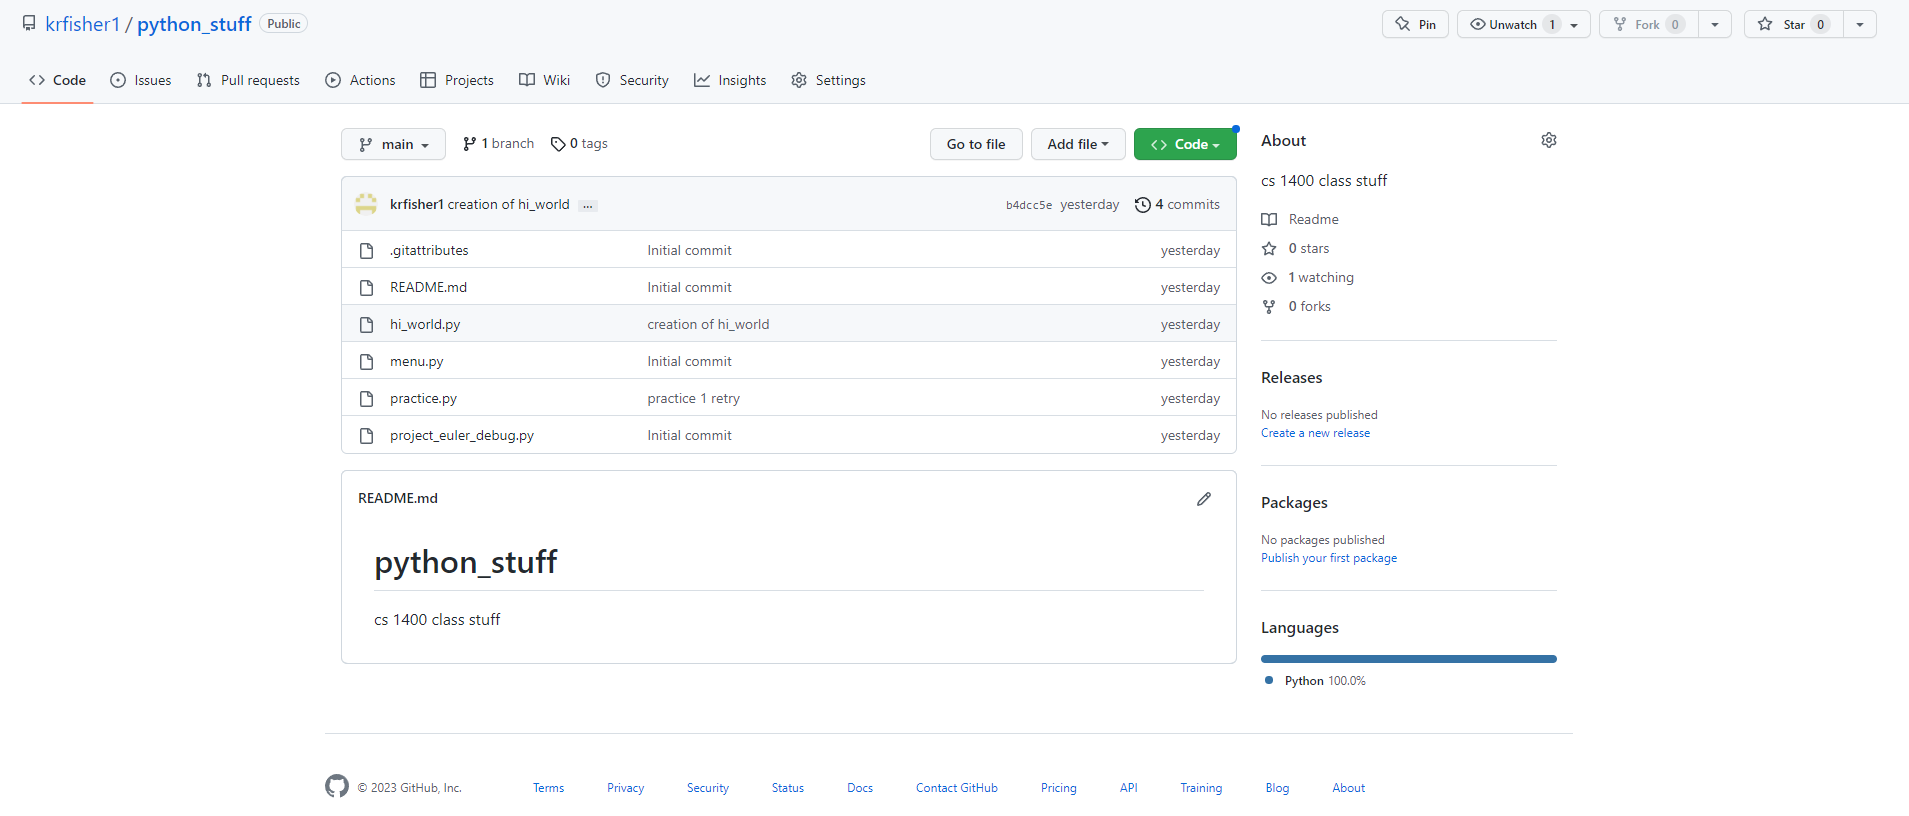 krfisher1 / python_stuff Public
Pin Unwatch 1 Fork 0 Star 0
Code Issues Pull requests Actions Projects Wiki Security Insights Settings
main 1 branch 0 tags Go to file Add file Code
krfisher1 creation of hi_world ... b4dcc5e yesterday 4 commits
.gitattributes Initial commit yesterday
README.md Initial commit yesterday
hi_world.py creation of hi_world yesterday
menu.py Initial commit yesterday
practice.py practice 1 retry yesterday
project_euler_debug.py Initial commit yesterday
README.md
python_stuff
cs 1400 class stuff
About
cs 1400 class stuff
Readme
0 stars
1 watching
0 forks
Releases
No releases published
Create a new release
Packages
No packages published
Publish your first package
Languages
Python 100.0%
© 2023 GitHub, Inc. Terms Privacy Security Status Docs Contact GitHub Pricing API Training Blog About